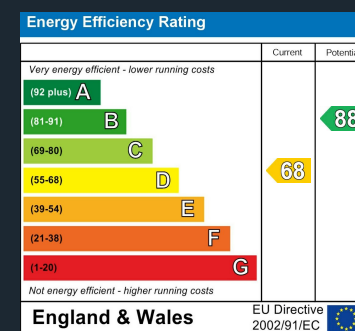 Energy Efficiency Rating
Current Potentia
Very energy efficient - lower running costs
(92 plus) A
(81-91) B 88
(69-80) C
(55-68) D 68
(39-54) E
(21-38) F
(1-20) G
Not energy efficient - higher running costs
England & Wales
EU Directive
2002/91/EC